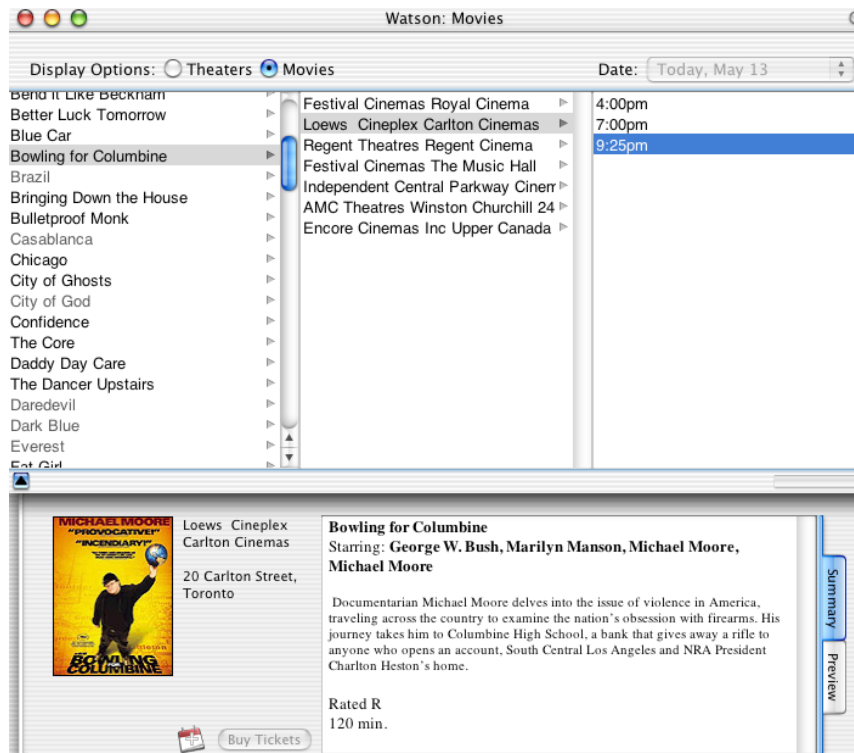 Watson: Movies
Display Options: Theaters Movies
Date: Today, May 13
Bend It Like Beckham
Better Luck Tomorrow
Blue Car
Bowling for Columbine
Brazil
Bringing Down the House
Bulletproof Monk
Casablanca
Chicago
City of Ghosts
City of God
Confidence
The Core
Daddy Day Care
The Dancer Upstairs
Daredevil
Dark Blue
Everest
Fat Girl
Festival Cinemas Royal Cinema
Loews Cineplex Carlton Cinemas
Regent Theatres Regent Cinema
Festival Cinemas The Music Hall
Independent Central Parkway Cinem
AMC Theatres Winston Churchill 24
Encore Cinemas Inc Upper Canada
4:00pm
7:00pm
9:25pm
MICHAEL MOORE
"PROVOCATIVE!"
"INCENDIARY!"
BOWLING
COLUMBINE
Loews Cineplex
Carlton Cinemas
20 Carlton Street,
Toronto
Buy Tickets
Bowling for Columbine
Starring: George W. Bush, Marilyn Manson, Michael Moore,
Michael Moore
Documentarian Michael Moore delves into the issue of violence in America,
traveling across the country to examine the nation's obsession with firearms. His
journey takes him to Columbine High School, a bank that gives away a rifle to
anyone who opens an account, South Central Los Angeles and NRA President
Charlton Heston's home.
Rated R
120 min.
Summary
Preview